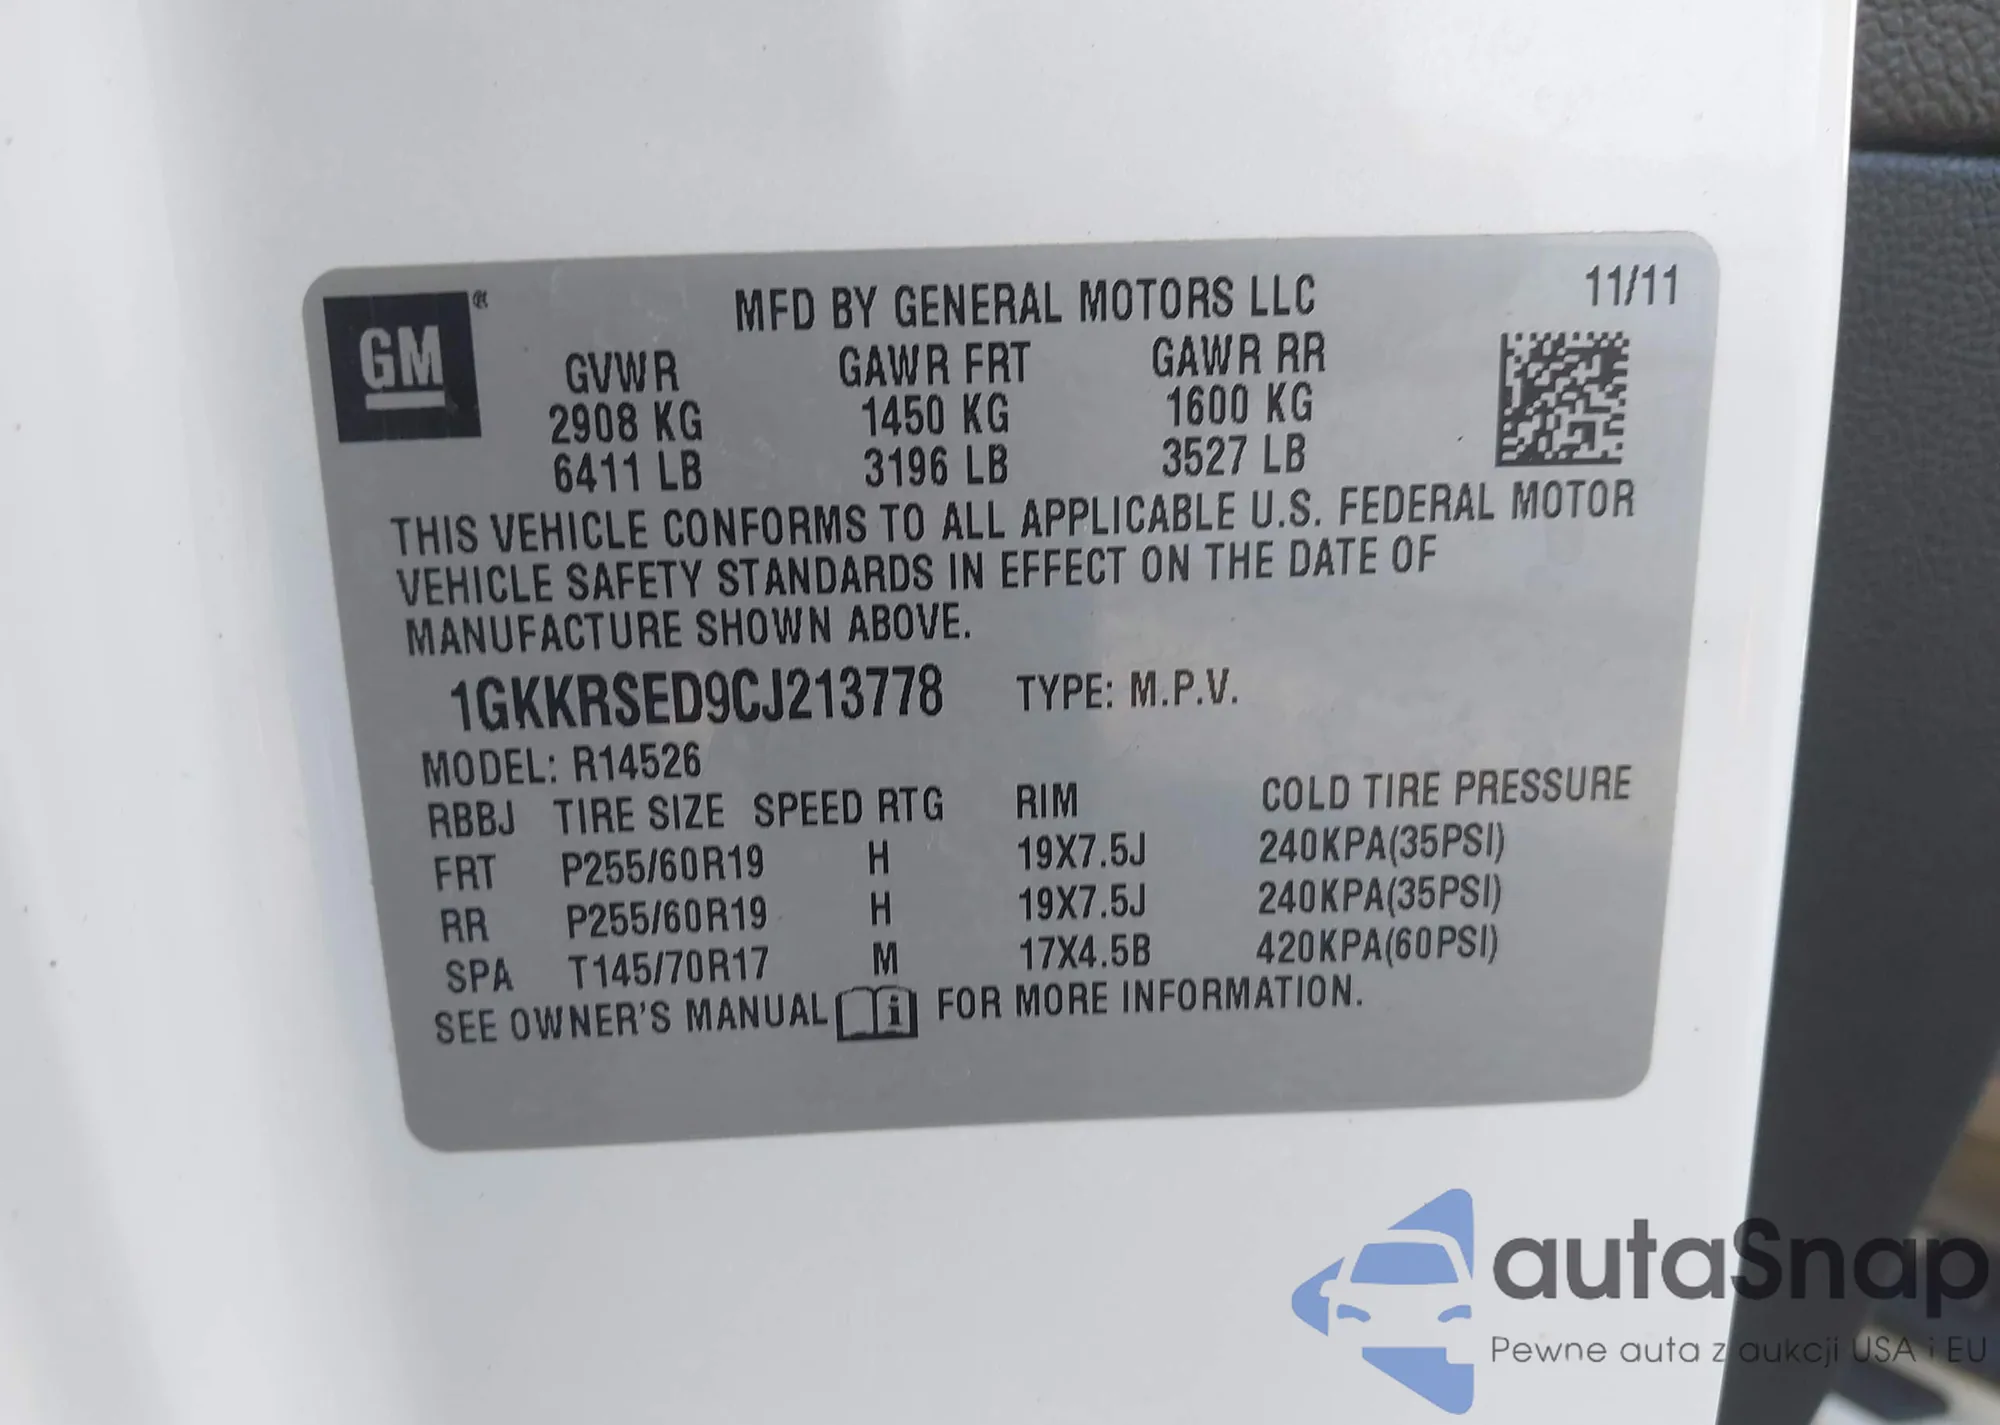 GM ®
MFD BY GENERAL MOTORS LLC 11/11
GVWR GAWR FRT GAWR RR
2908 KG 1450 KG 1600 KG
6411 LB 3196 LB 3527 LB
THIS VEHICLE CONFORMS TO ALL APPLICABLE U.S. FEDERAL MOTOR
VEHICLE SAFETY STANDARDS IN EFFECT ON THE DATE OF
MANUFACTURE SHOWN ABOVE.
1GKKRSED9CJ213778 TYPE: M.P.V.
MODEL: R14526
RBBJ TIRE SIZE SPEED RTG RIM COLD TIRE PRESSURE
FRT P255/60R19 H 19X7.5J 240KPA(35PSI)
RR P255/60R19 H 19X7.5J 240KPA(35PSI)
SPA T145/70R17 M 17X4.5B 420KPA(60PSI)
SEE OWNER'S MANUAL i FOR MORE INFORMATION.
autaSnap
Pewne auta z aukcji USA i EU